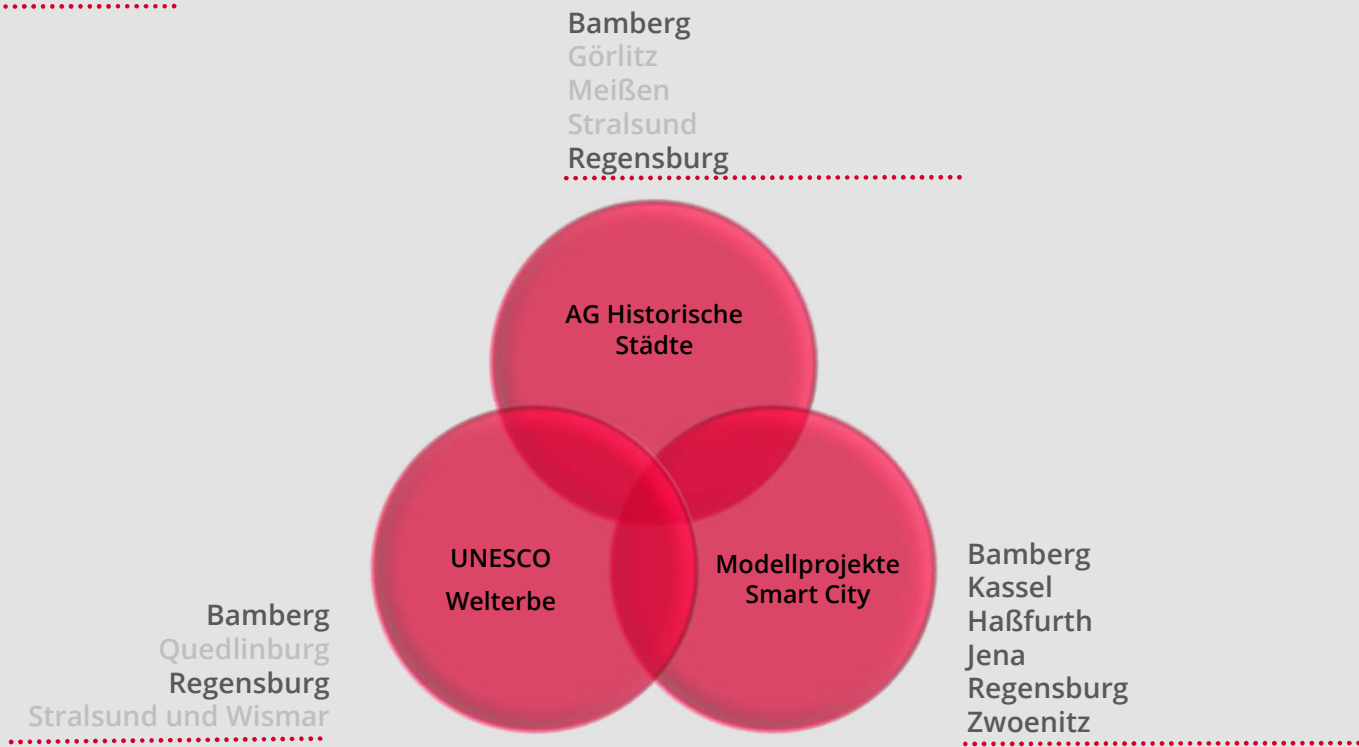 Bamberg
Görlitz
Meißen
Stralsund
Regensburg
AG Historische
Städte
UNESCO
Welterbe
Modellprojekte
Smart City
Bamberg
Quedlinburg
Regensburg
Stralsund und Wismar
Bamberg
Kassel
Haßfurth
Jena
Regensburg
Zwoenitz